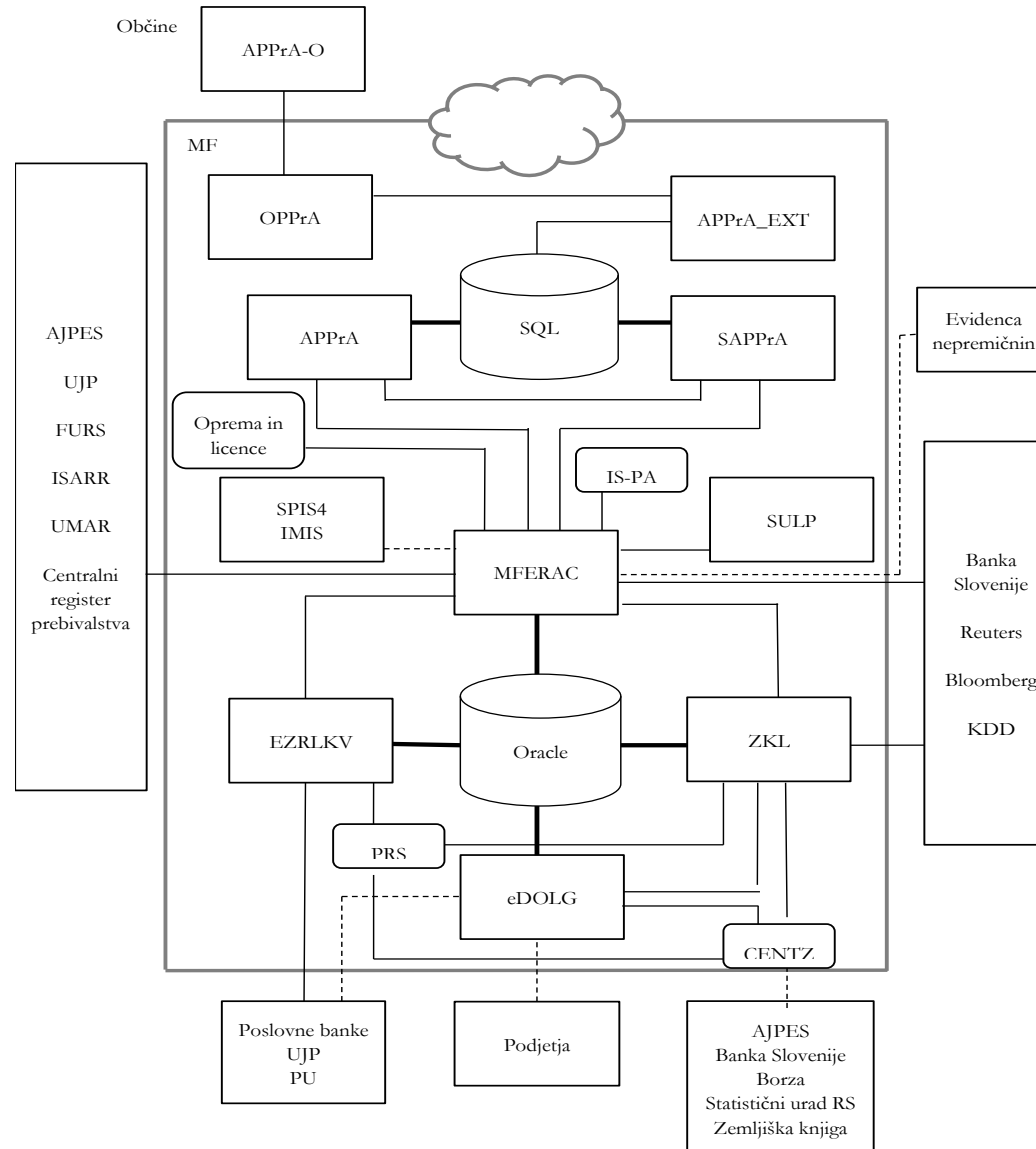 Občine
APPrA-O
MF
OPPrA
APPrA_EXT
SQL
APPrA
SAPPrA
Evidenca
nepremičnin
AJPES
UJP
FURS
ISARR
UMAR
Centralni
register
prebivalstva
Oprema in
licence
IS-PA
SPIS4
IMIS
SULP
MFERAC
Banka
Slovenije
Reuters
Bloomberg
KDD
EZRLKV
Oracle
ZKL
PRS
eDOLG
CENTZ
Poslovne banke
UJP
PU
Podjetja
AJPES
Banka Slovenije
Borza
Statistični urad RS
Zemljiška knjiga